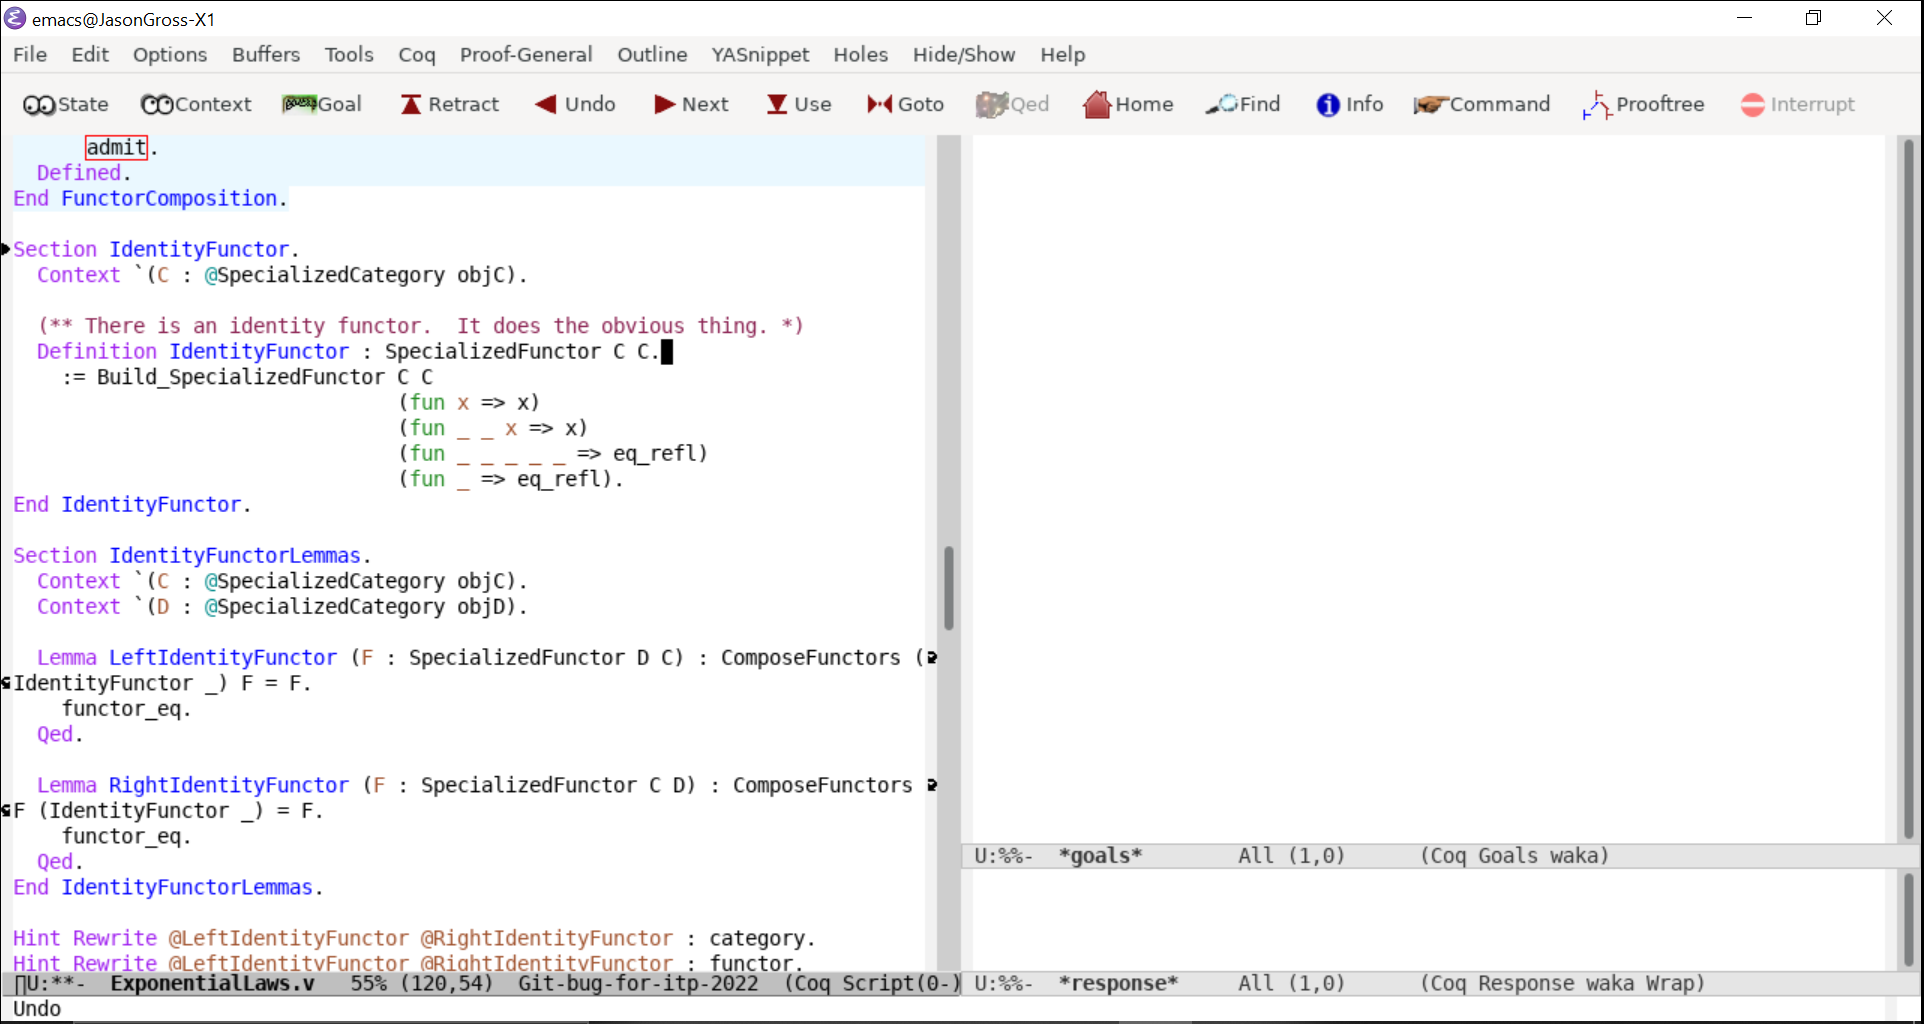 emacs@JasonGross-X1
File Edit Options Buffers Tools Coq Proof-General Outline YASnippet Holes Hide/Show Help
State Context Goal Retract Undo Next Use Goto Qed Home Find Info Command Prooftree Interrupt
admit.
Defined.
End FunctorComposition.
Section IdentityFunctor.
Context `(C : @SpecializedCategory objC).
(** There is an identity functor.  It does the obvious thing. *)
Definition IdentityFunctor : SpecializedFunctor C C.
:= Build_SpecializedFunctor C C
(fun x => x)
(fun _ _ x => x)
(fun _ _ _ _ _ => eq_refl)
(fun _ => eq_refl).
End IdentityFunctor.
Section IdentityFunctorLemmas.
Context `(C : @SpecializedCategory objC).
Context `(D : @SpecializedCategory objD).
Lemma LeftIdentityFunctor (F : SpecializedFunctor D C) : ComposeFunctors (
IdentityFunctor _) F = F.
functor_eq.
Qed.
Lemma RightIdentityFunctor (F : SpecializedFunctor C D) : ComposeFunctors
F (IdentityFunctor _) = F.
functor_eq.
Qed.
End IdentityFunctorLemmas.
Hint Rewrite @LeftIdentityFunctor @RightIdentityFunctor : category.
Hint Rewrite @LeftIdentityFunctor @RightIdentityFunctor : functor.
U:**-  ExponentialLaws.v   55% (120,54)  Git-bug-for-itp-2022  (Coq Script(0-)
Undo
U:%%-  *goals*        All (1,0)      (Coq Goals waka)
U:%%-  *response*     All (1,0)      (Coq Response waka Wrap)